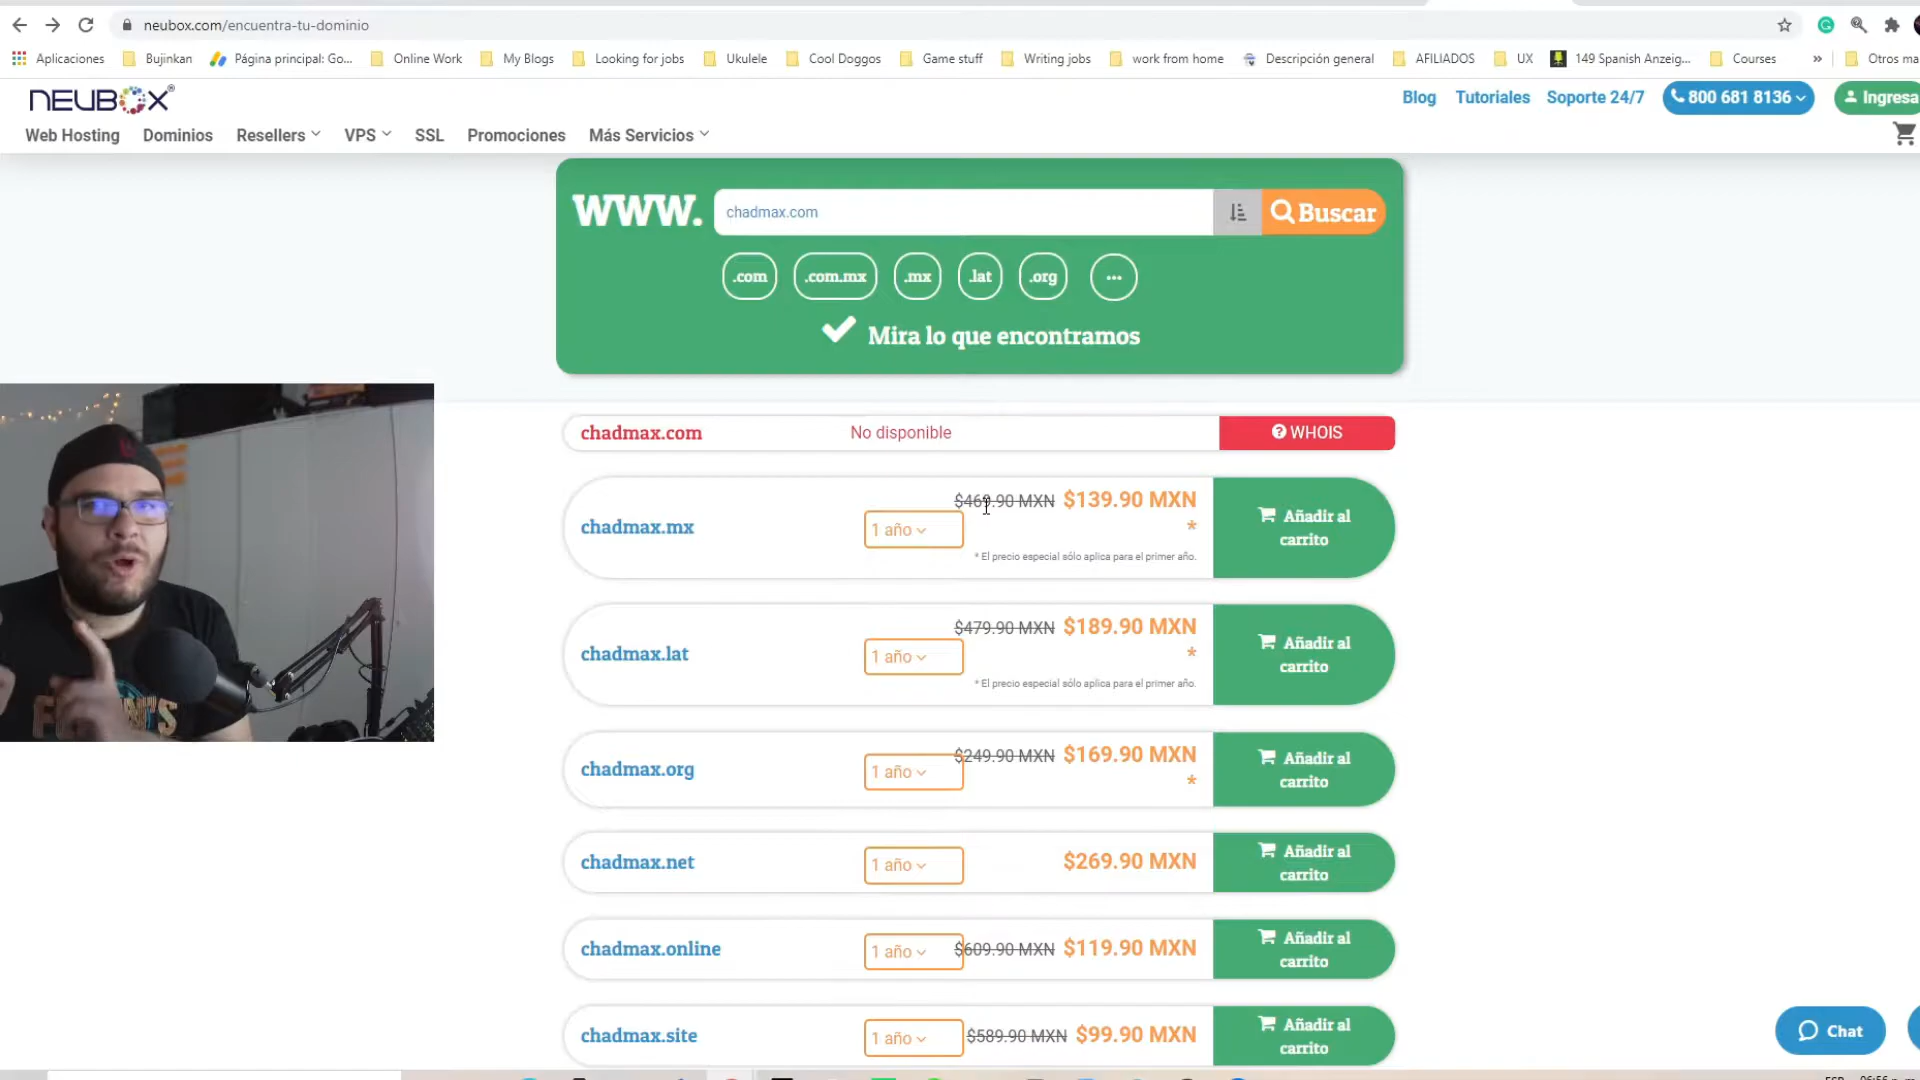 neubox.com/encuentra-tu-dominio
Aplicaciones Bujinkan Página principal: Go... Online Work My Blogs Looking for jobs Ukulele Cool Doggos Game stuff Writing jobs work from home Descripción general AFILIADOS UX 149 Spanish Anzeig... Courses » Otros ma
NEUBOX® Blog Tutoriales Soporte 24/7 800 681 8136 Ingresa
Web Hosting Dominios Resellers VPS SSL Promociones Más Servicios
www. chadmax.com Buscar
.com .com.mx .mx .lat .org ...
Mira lo que encontramos
chadmax.com No disponible WHOIS
chadmax.mx 1 año $469.90 MXN $139.90 MXN *
* El precio especial sólo aplica para el primer año.
Añadir al
carrito
chadmax.lat 1 año $479.90 MXN $189.90 MXN *
* El precio especial sólo aplica para el primer año.
Añadir al
carrito
chadmax.org 1 año $249.90 MXN $169.90 MXN *
Añadir al
carrito
chadmax.net 1 año $269.90 MXN
Añadir al
carrito
chadmax.online 1 año $609.90 MXN $119.90 MXN
Añadir al
carrito
chadmax.site 1 año $589.90 MXN $99.90 MXN
Añadir al
carrito
Chat